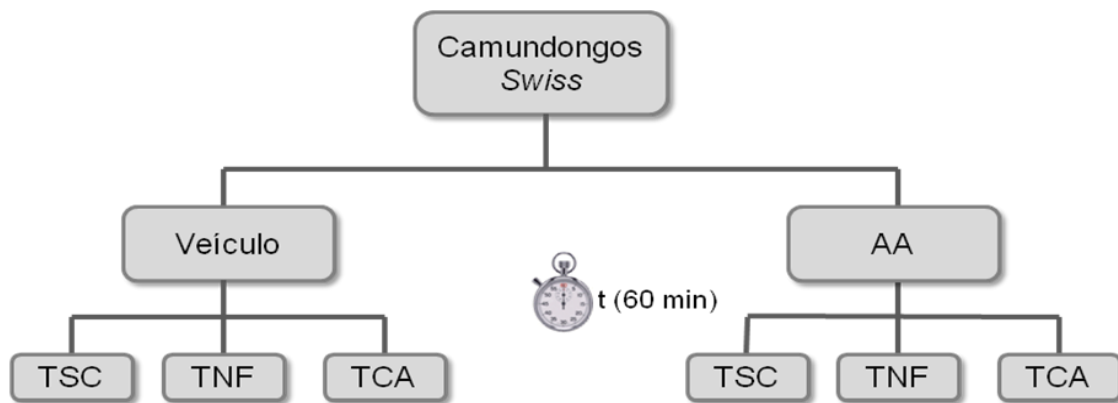 Camundongos
Swiss
Veículo
AA
t (60 min)
TSC
TNF
TCA
TSC
TNF
TCA